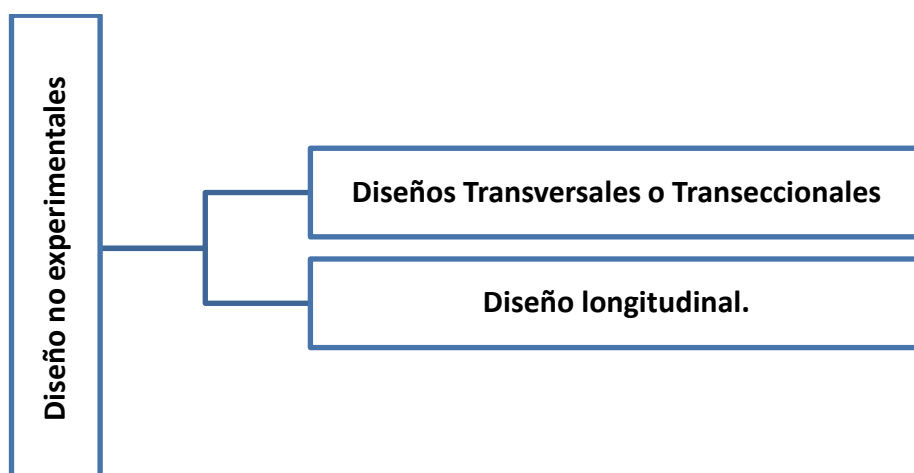 Diseño no experimentales
Diseños Transversales o Transeccionales
Diseño longitudinal.